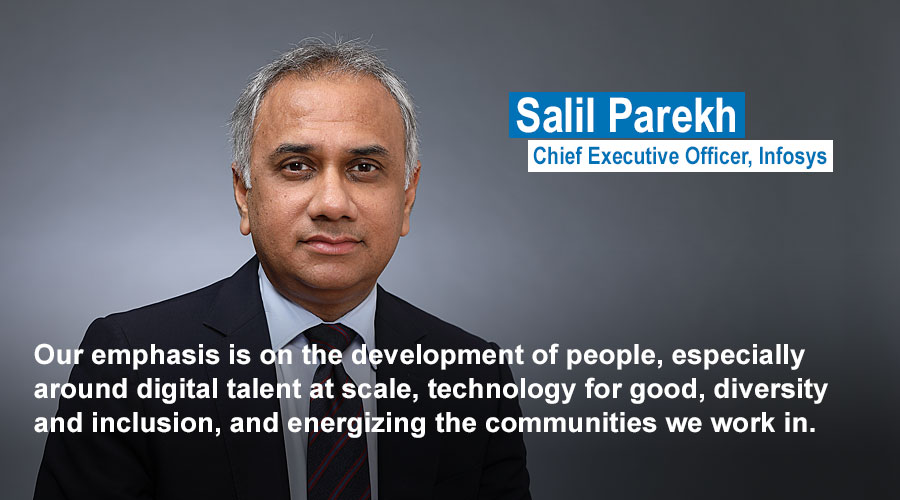 Salil Parekh
Chief Executive Officer, Infosys
Our emphasis is on the development of people, especially
around digital talent at scale, technology for good, diversity
and inclusion, and energizing the communities we work in.